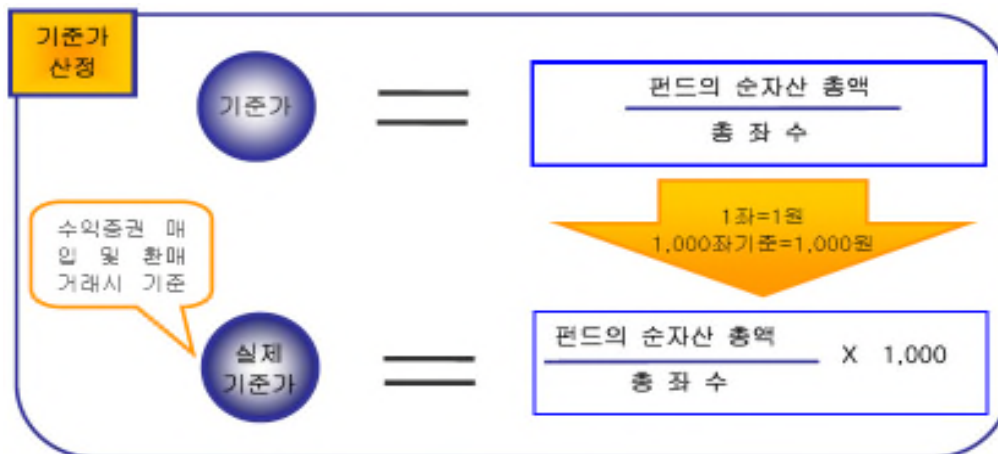 기준가
산정
기준가
펀드의 순자산 총액
총 좌 수
1좌=1원
1,000좌기준=1,000원
수익증권 매
입 및 환매
거래시 기준
실제
기준가
펀드의 순자산 총액
총 좌 수
X 1,000